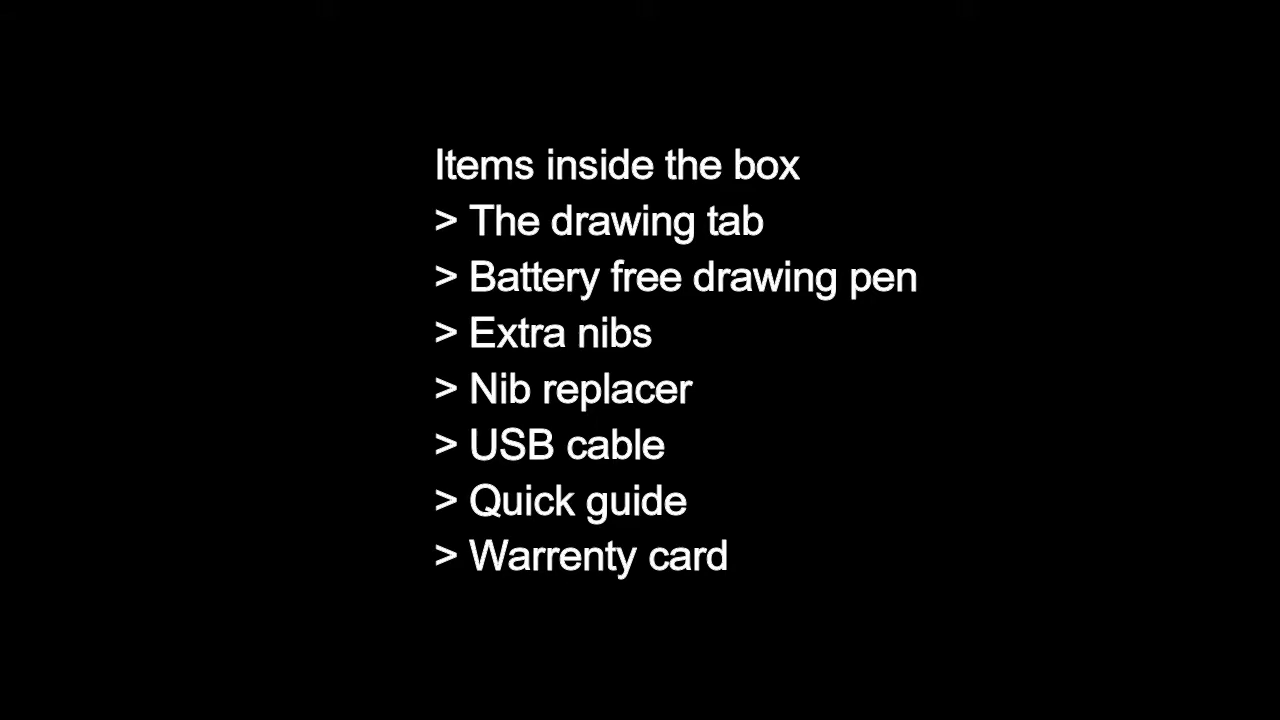 Items inside the box
> The drawing tab
> Battery free drawing pen
> Extra nibs
> Nib replacer
> USB cable
> Quick guide
> Warrenty card